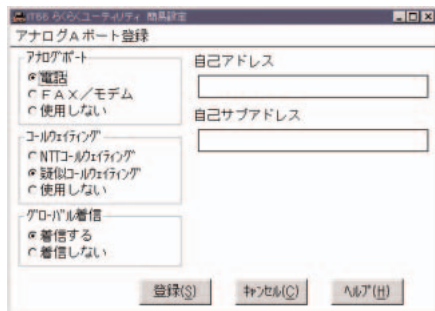 IT65 らくらくユーティリティ 簡易設定
アナログAポート登録
アナログポート
電話
FAX／モデム
使用しない
コールウェイティング
NTTコールウェイティング
疑似コールウェイティング
使用しない
グローバル着信
着信する
着信しない
自己アドレス
自己サブアドレス
登録(S)
キャンセル(C)
ヘルプ(H)